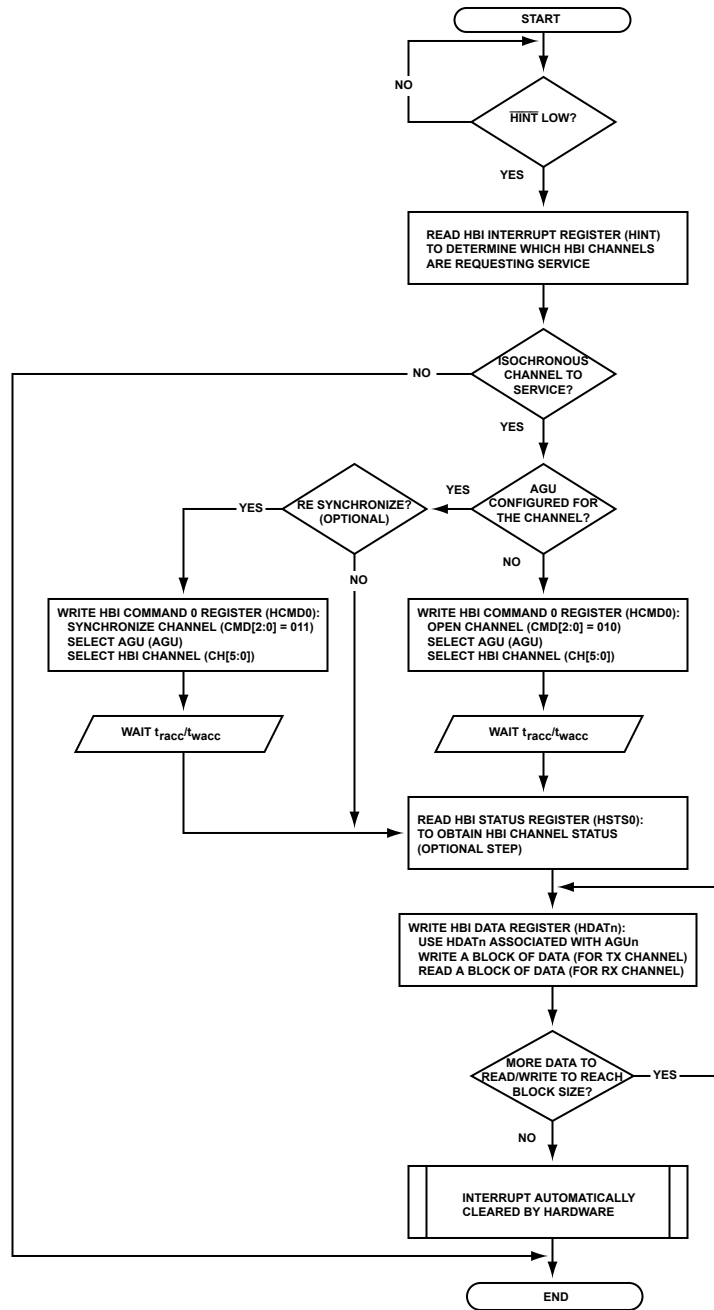 START
NO
HINT LOW?
YES
READ HBI INTERRUPT REGISTER (HINT)
TO DETERMINE WHICH HBI CHANNELS
ARE REQUESTING SERVICE
ISOCHRONOUS
CHANNEL TO
SERVICE?
NO
YES
AGU
CONFIGURED FOR
THE CHANNEL?
YES
RE SYNCHRONIZE?
(OPTIONAL)
YES
NO
NO
WRITE HBI COMMAND 0 REGISTER (HCMD0):
SYNCHRONIZE CHANNEL (CMD[2:0] = 011)
SELECT AGU (AGU)
SELECT HBI CHANNEL (CH[5:0])
WRITE HBI COMMAND 0 REGISTER (HCMD0):
OPEN CHANNEL (CMD[2:0] = 010)
SELECT AGU (AGU)
SELECT HBI CHANNEL (CH[5:0])
WAIT tracc/twacc
WAIT tracc/twacc
READ HBI STATUS REGISTER (HSTS0):
TO OBTAIN HBI CHANNEL STATUS
(OPTIONAL STEP)
WRITE HBI DATA REGISTER (HDATn):
USE HDATn ASSOCIATED WITH AGUn
WRITE A BLOCK OF DATA (FOR TX CHANNEL)
READ A BLOCK OF DATA (FOR RX CHANNEL)
MORE DATA TO
READ/WRITE TO REACH
BLOCK SIZE?
YES
NO
INTERRUPT AUTOMATICALLY
CLEARED BY HARDWARE
END